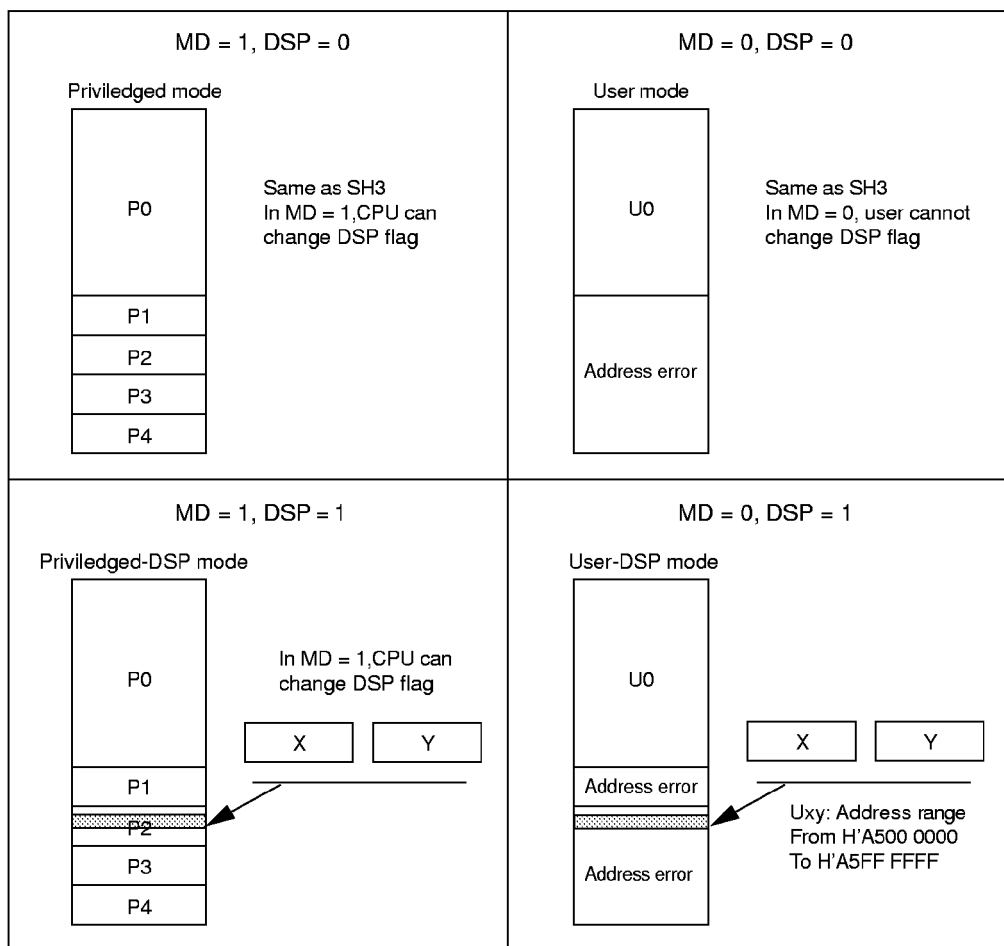 MD = 1, DSP = 0
Priviledged mode
P0
Same as SH3
In MD = 1,CPU can
change DSP flag
P1
P2
P3
P4
MD = 0, DSP = 0
User mode
U0
Same as SH3
In MD = 0, user cannot
change DSP flag
Address error
MD = 1, DSP = 1
Priviledged-DSP mode
P0
In MD = 1,CPU can
change DSP flag
X
Y
P1
P2
P3
P4
MD = 0, DSP = 1
User-DSP mode
U0
X
Y
Address error
Uxy: Address range
From H'A500 0000
To H'A5FF FFFF
Address error